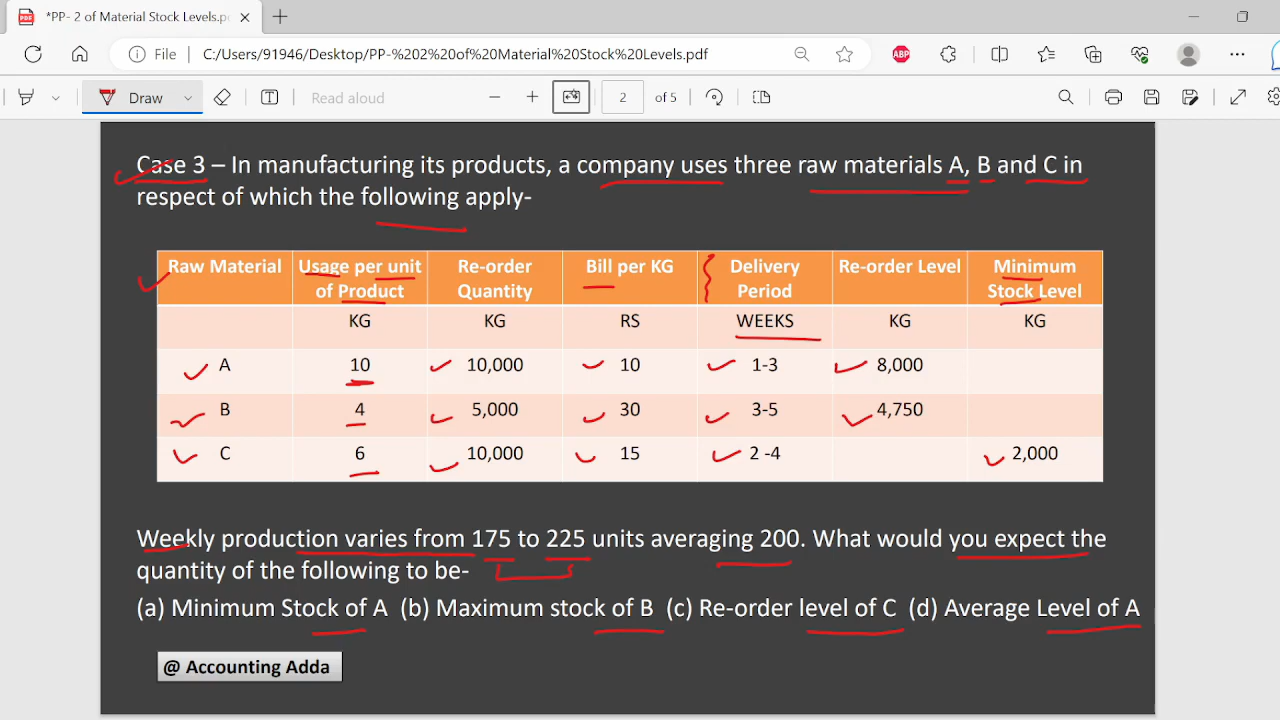 *PP- 2 of Material Stock Levels.p
File C:/Users/91946/Desktop/PP-%202%20of%20Material%20Stock%20Levels.pdf ABP
Draw Read aloud 2 of 5
Case 3 – In manufacturing its products, a company uses three raw materials A, B and C in
respect of which the following apply-
Raw Material Usage per unit of Product Re-order Quantity Bill per KG Delivery Period Re-order Level Minimum Stock Level
KG KG RS WEEKS KG KG
A 10 10,000 10 1-3 8,000
B 4 5,000 30 3-5 4,750
C 6 10,000 15 2 -4 2,000
Weekly production varies from 175 to 225 units averaging 200. What would you expect the
quantity of the following to be-
(a) Minimum Stock of A (b) Maximum stock of B (c) Re-order level of C (d) Average Level of A
@ Accounting Adda